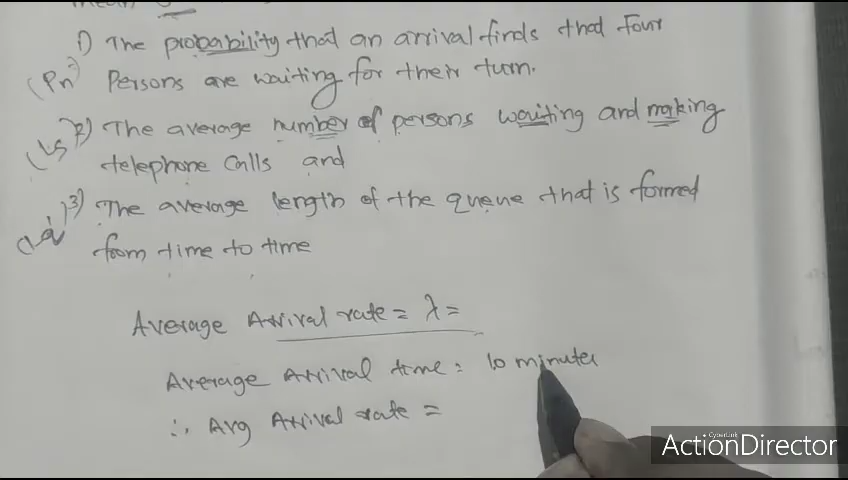 1) The probability that an arrival finds that four
(Pn) Persons are waiting for their turn.
(Ls) 2) The average number of persons waiting and making
telephone calls and
3) The average length of the queue that is formed
from time to time
Average Arrival rate = λ =
Average Arrival time = 10 minutes
∴ Avg Arrival rate =
CyberLink
ActionDirector